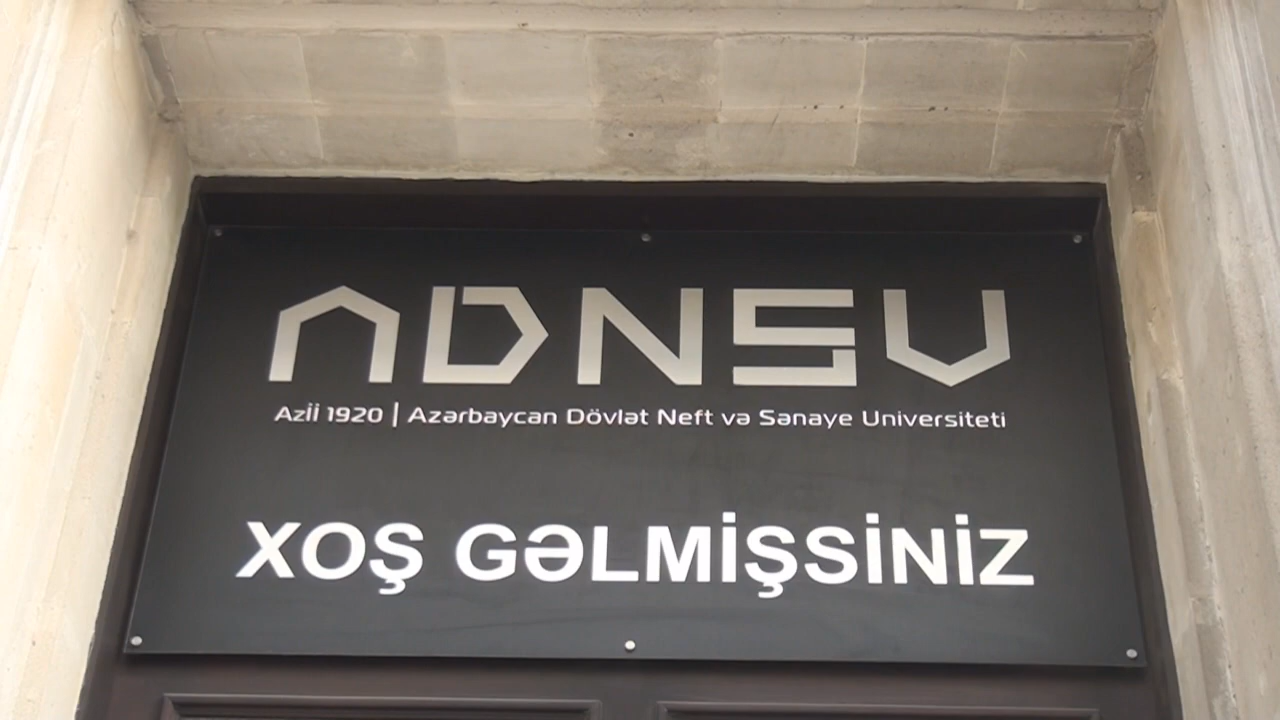 ADNSU
Azii 1920 | Azərbaycan Dövlət Neft və Sənaye Universiteti
XOŞ GƏLMİŞSİNİZ